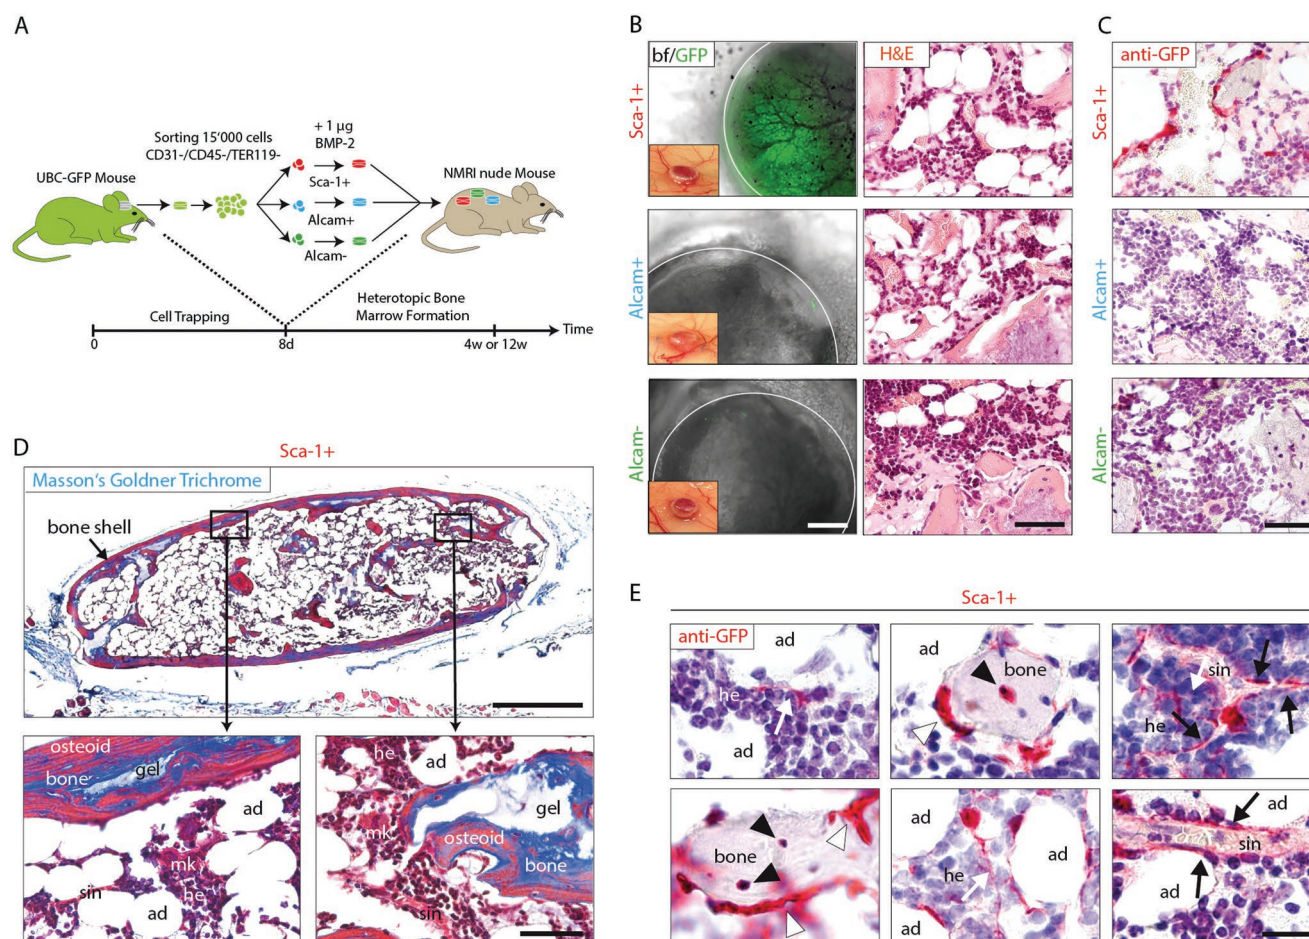 A
Sorting 15'000 cells
CD31-/CD45-/TER119-
+ 1 µg
BMP-2
UBC-GFP Mouse
NMRI nude Mouse
Sca-1+
Alcam+
Alcam-
Cell Trapping
Heterotopic Bone
Marrow Formation
Time
0
8d
4w or 12w
B
bf/GFP
H&E
Sca-1+
Alcam+
Alcam-
C
anti-GFP
Sca-1+
Alcam+
Alcam-
D
Sca-1+
Masson's Goldner Trichrome
bone shell
osteoid
bone
gel
ad
mk
he
sin
ad
he
ad
gel
mk
osteoid
bone
sin
E
Sca-1+
anti-GFP
ad
he
ad
ad
bone
sin
he
bone
ad
ad
he
ad
ad
sin
ad